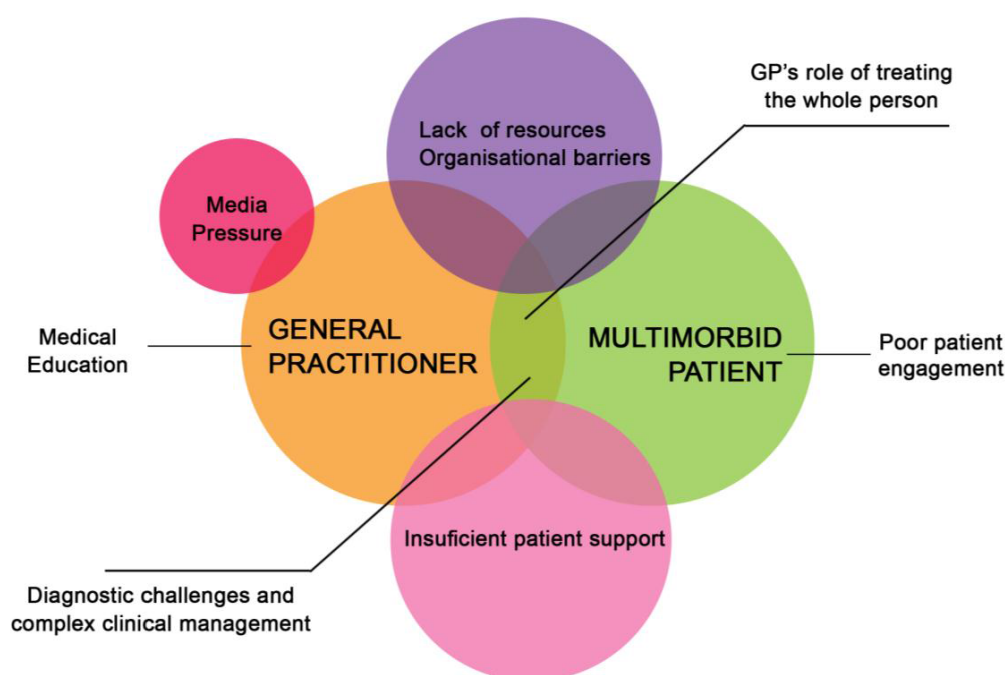 GP's role of treating
the whole person
Lack of resources
Organisational barriers
Media
Pressure
Medical
Education
GENERAL
PRACTITIONER
MULTIMORBID
PATIENT
Poor patient
engagement
Insuficient patient support
Diagnostic challenges and
complex clinical management